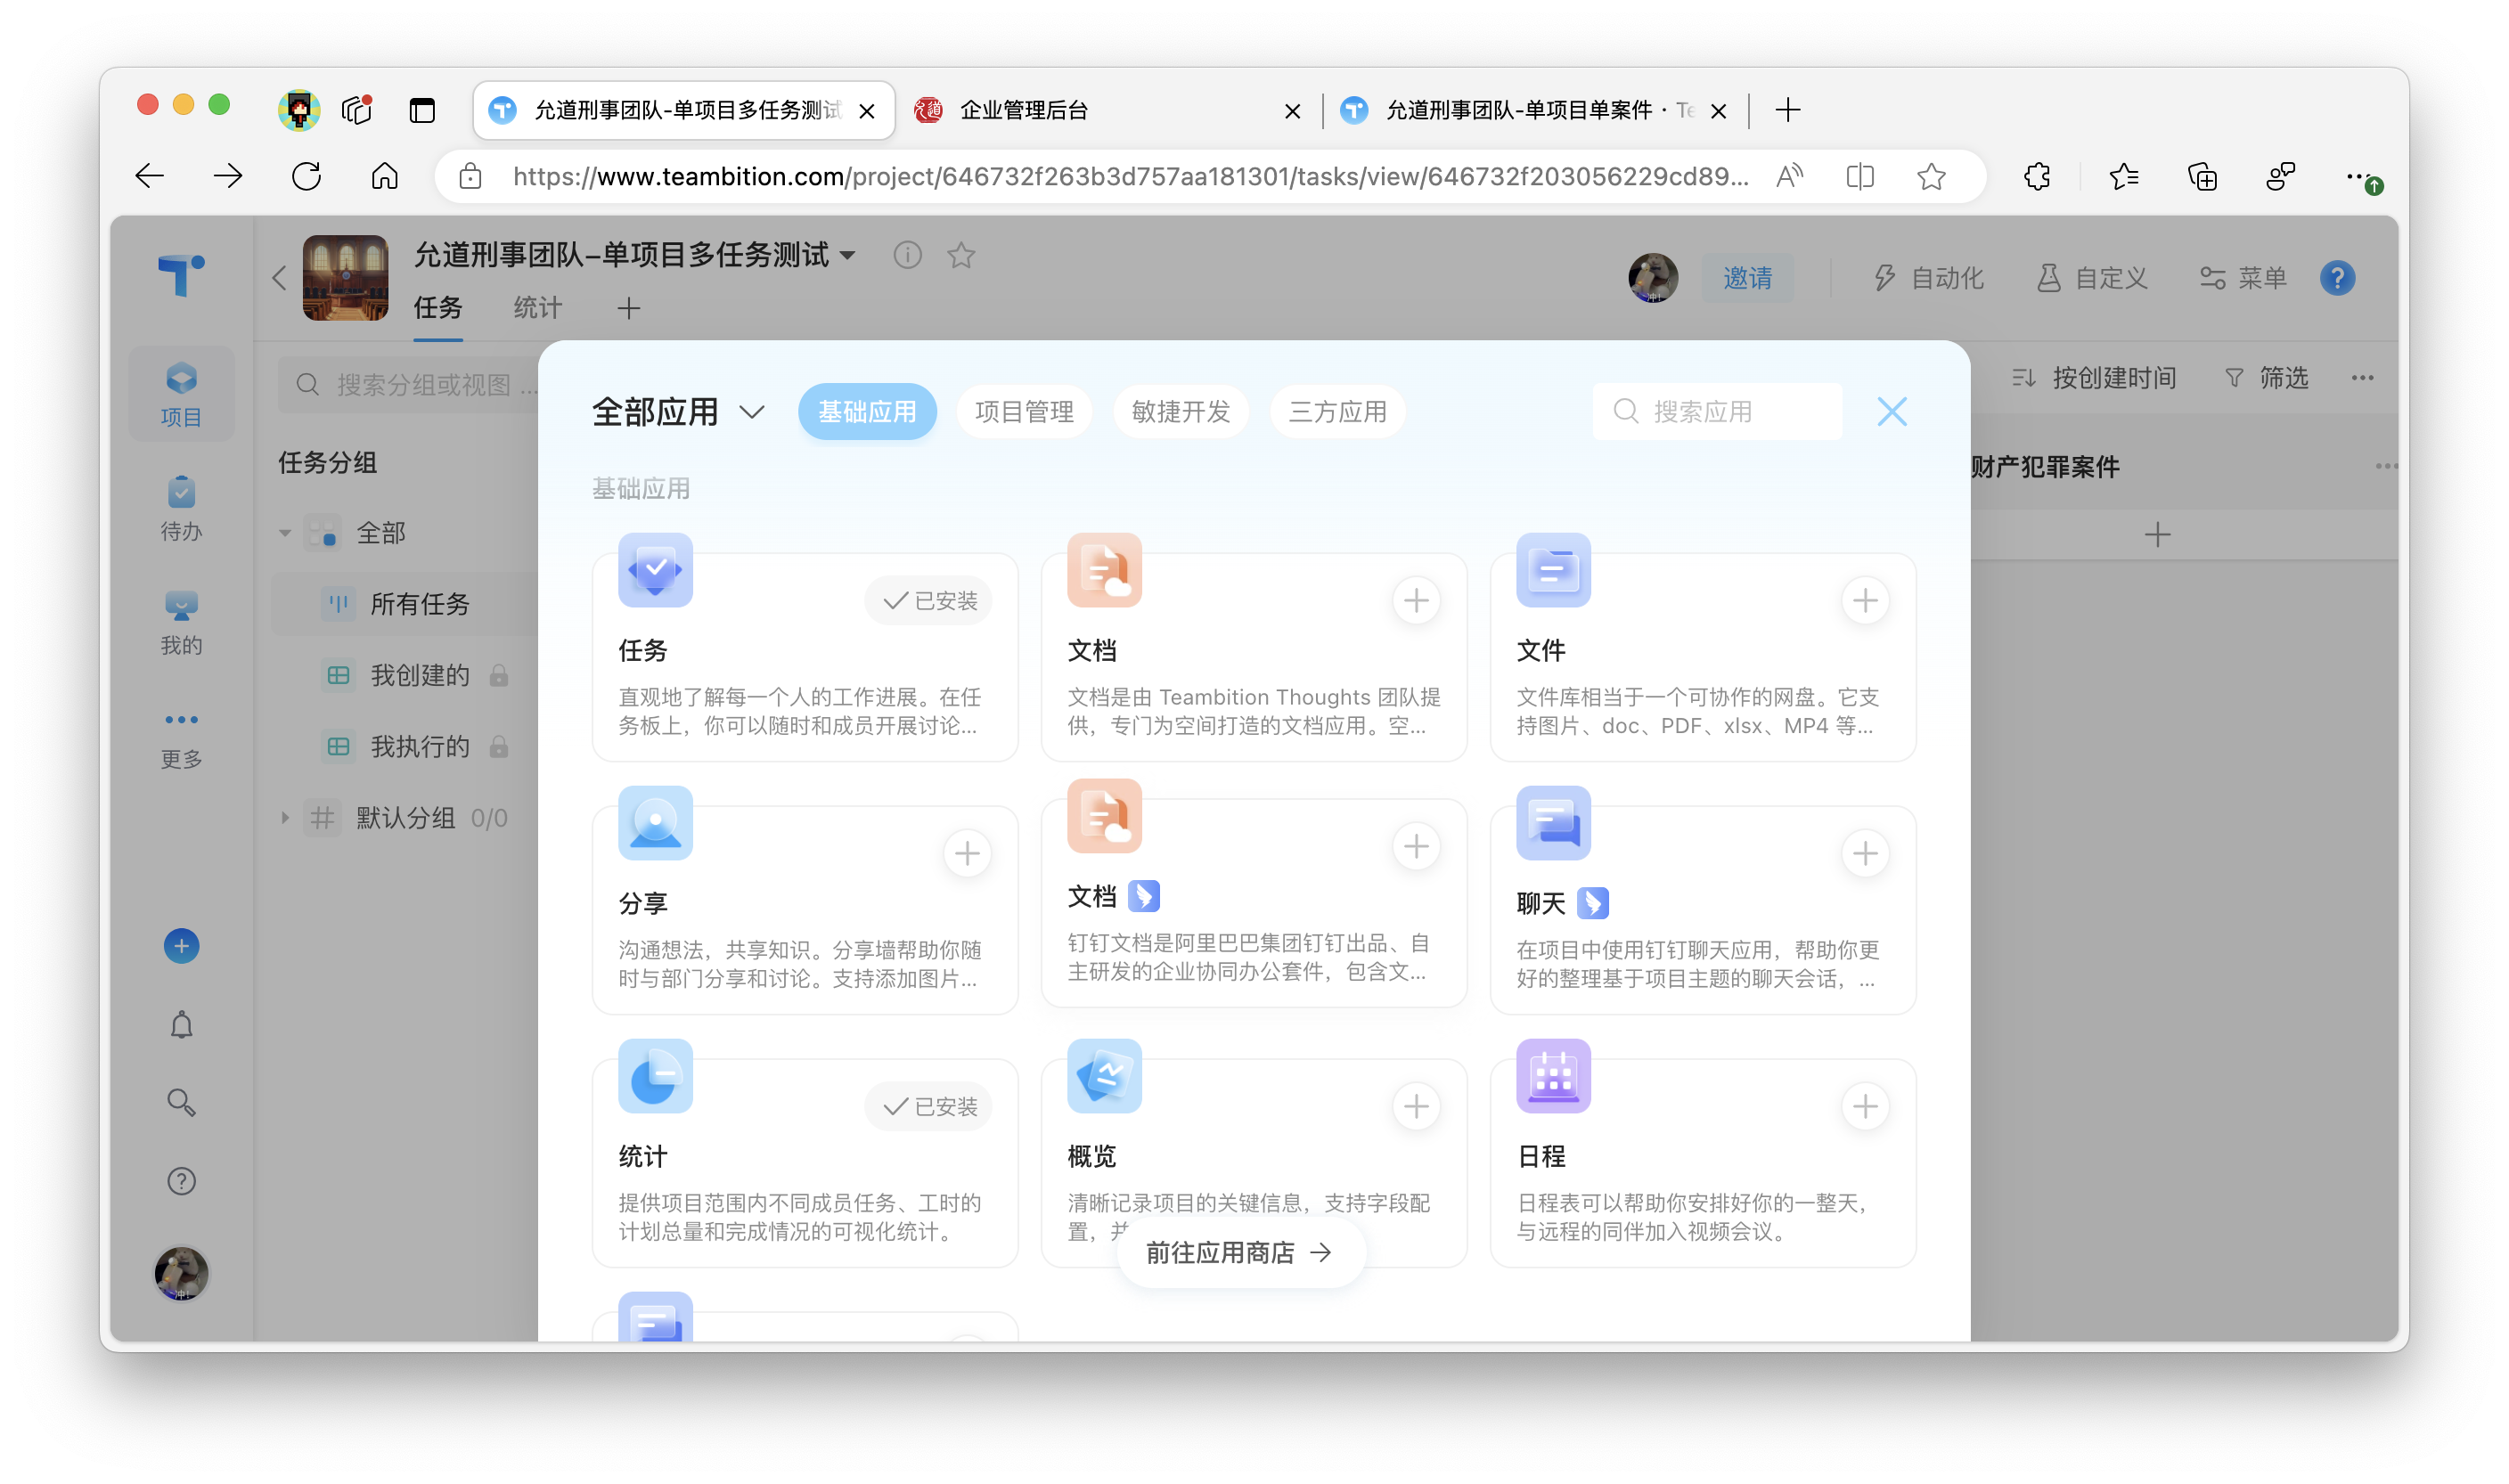 允道刑事团队-单项目多任务测试
企业管理后台
允道刑事团队-单项目单案件 · Te
https://www.teambition.com/project/646732f263b3d757aa181301/tasks/view/646732f203056229cd89...
允道刑事团队-单项目多任务测试
任务
统计
邀请
自动化
自定义
菜单
项目
待办
我的
更多
搜索分组或视图 ...
任务分组
全部
所有任务
我创建的
我执行的
默认分组 0/0
按创建时间
筛选
财产犯罪案件
全部应用
基础应用
项目管理
敏捷开发
三方应用
搜索应用
基础应用
已安装
任务
直观地了解每一个人的工作进展。在任
务板上，你可以随时和成员开展讨论...
文档
文档是由 Teambition Thoughts 团队提
供，专门为空间打造的文档应用。空...
文件
文件库相当于一个可协作的网盘。它支
持图片、doc、PDF、xlsx、MP4 等...
分享
沟通想法，共享知识。分享墙帮助你随
时与部门分享和讨论。支持添加图片...
文档
钉钉文档是阿里巴巴集团钉钉出品、自
主研发的企业协同办公套件，包含文...
聊天
在项目中使用钉钉聊天应用，帮助你更
好的整理基于项目主题的聊天会话，...
已安装
统计
提供项目范围内不同成员任务、工时的
计划总量和完成情况的可视化统计。
概览
清晰记录项目的关键信息，支持字段配
置，并
日程
日程表可以帮助你安排好你的一整天，
与远程的同伴加入视频会议。
前往应用商店